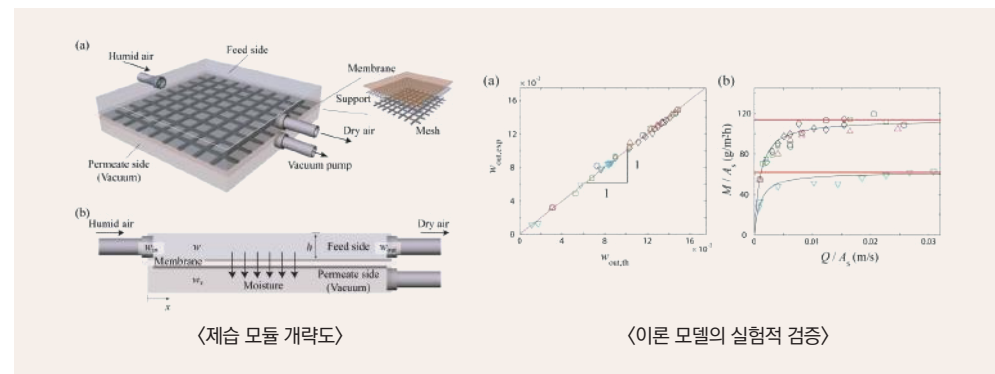 (a)
Humid air
Feed side
Membrane
Support
Mesh
Dry air
Vacuum pump
Permeate side
(Vacuum)
(b)
Humid air
Dry air
w
h
Feed side
Membrane
Moisture
Permeate side
(Vacuum)
x
〈제습 모듈 개략도〉
(a)
× 10⁻³
16
12
8
4
0
w_out,exp
1
1
0 4 8 12 16
× 10⁻³
w_out,th
(b)
120
80
40
0
M / A_s (g/m²h)
0 0.01 0.02 0.03
Q / A_s (m/s)
〈이론 모델의 실험적 검증〉